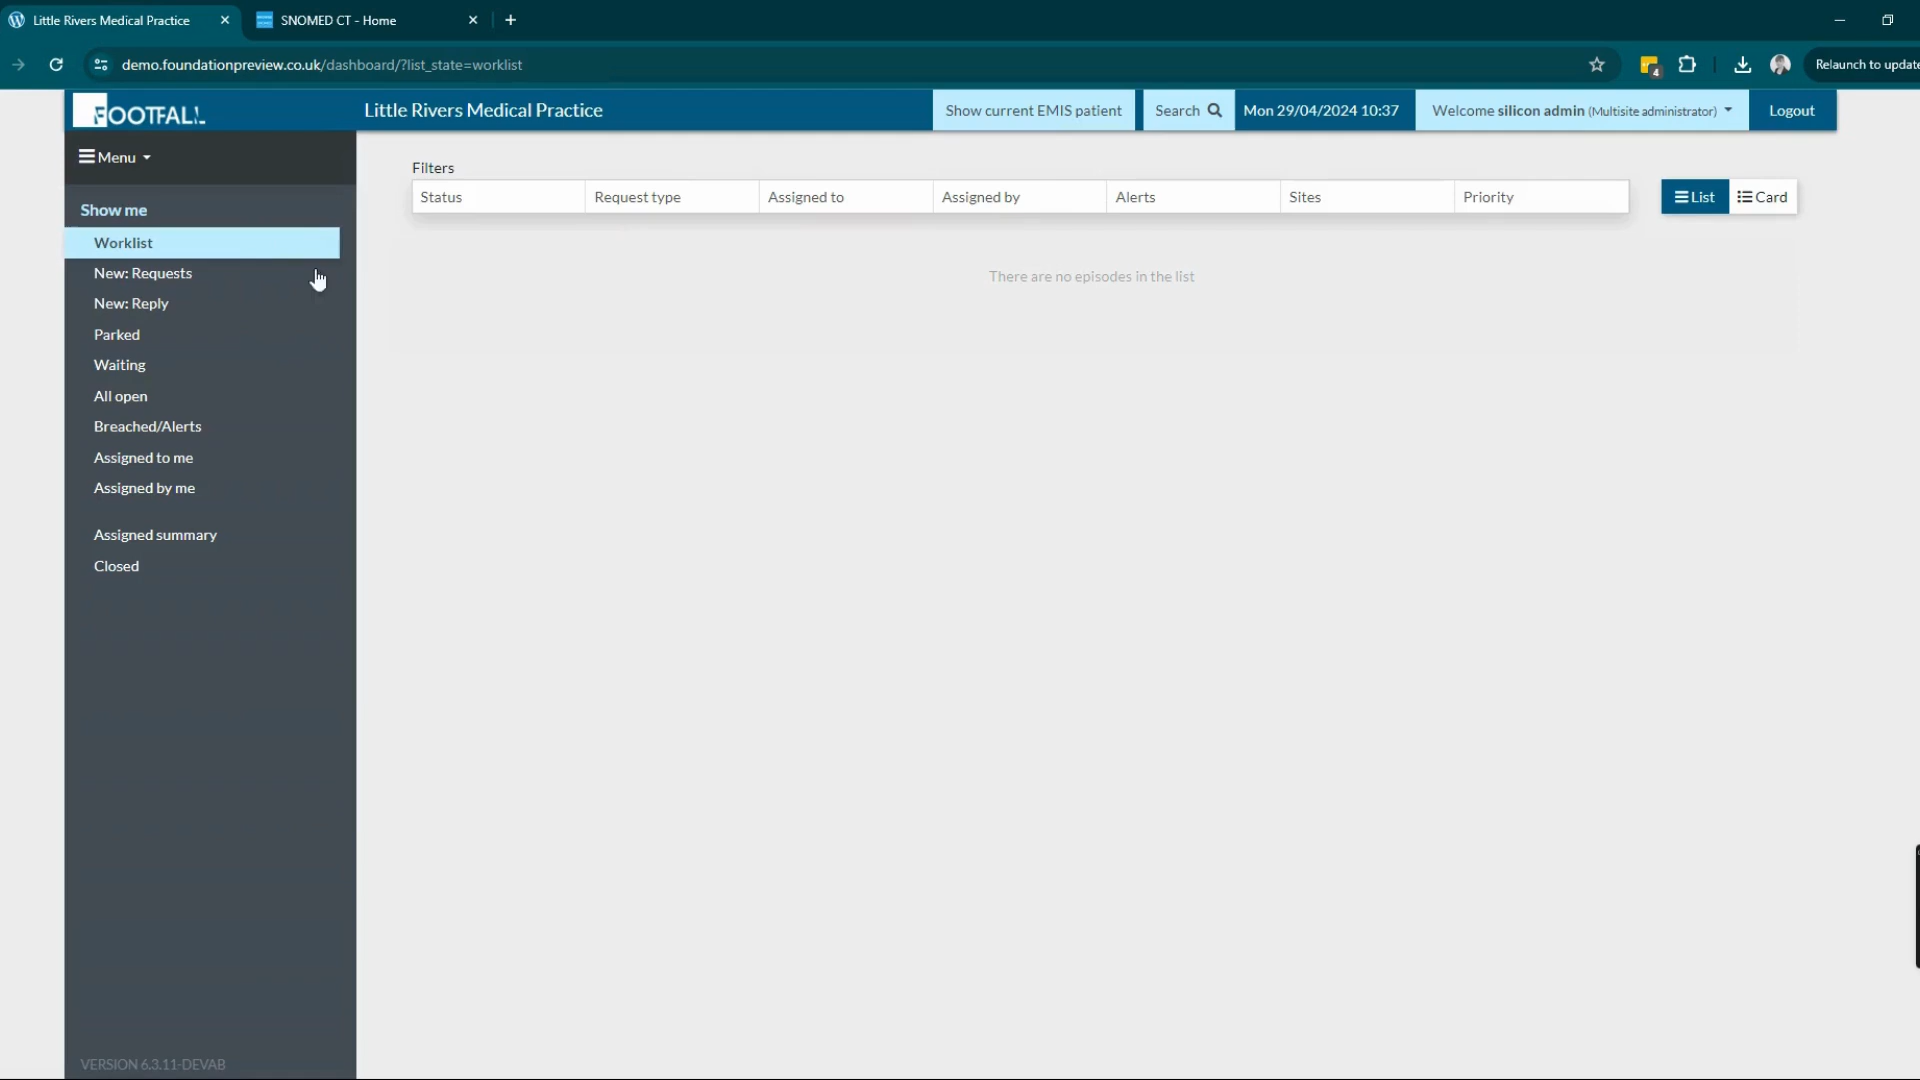 Little Rivers Medical Practice
SNOMED CT - Home
demo.foundationpreview.co.uk/dashboard/?list_state=worklist
4
Relaunch to update
FOOTFALL
Little Rivers Medical Practice
Show current EMIS patient
Search
Mon 29/04/2024 10:37
Welcome silicon admin (Multisite administrator)
Logout
Menu
Filters
Status
Request type
Assigned to
Assigned by
Alerts
Sites
Priority
List
Card
Show me
Worklist
There are no episodes in the list
New: Requests
New: Reply
Parked
Waiting
All open
Breached/Alerts
Assigned to me
Assigned by me
Assigned summary
Closed
VERSION 6.3.11-DEVAB